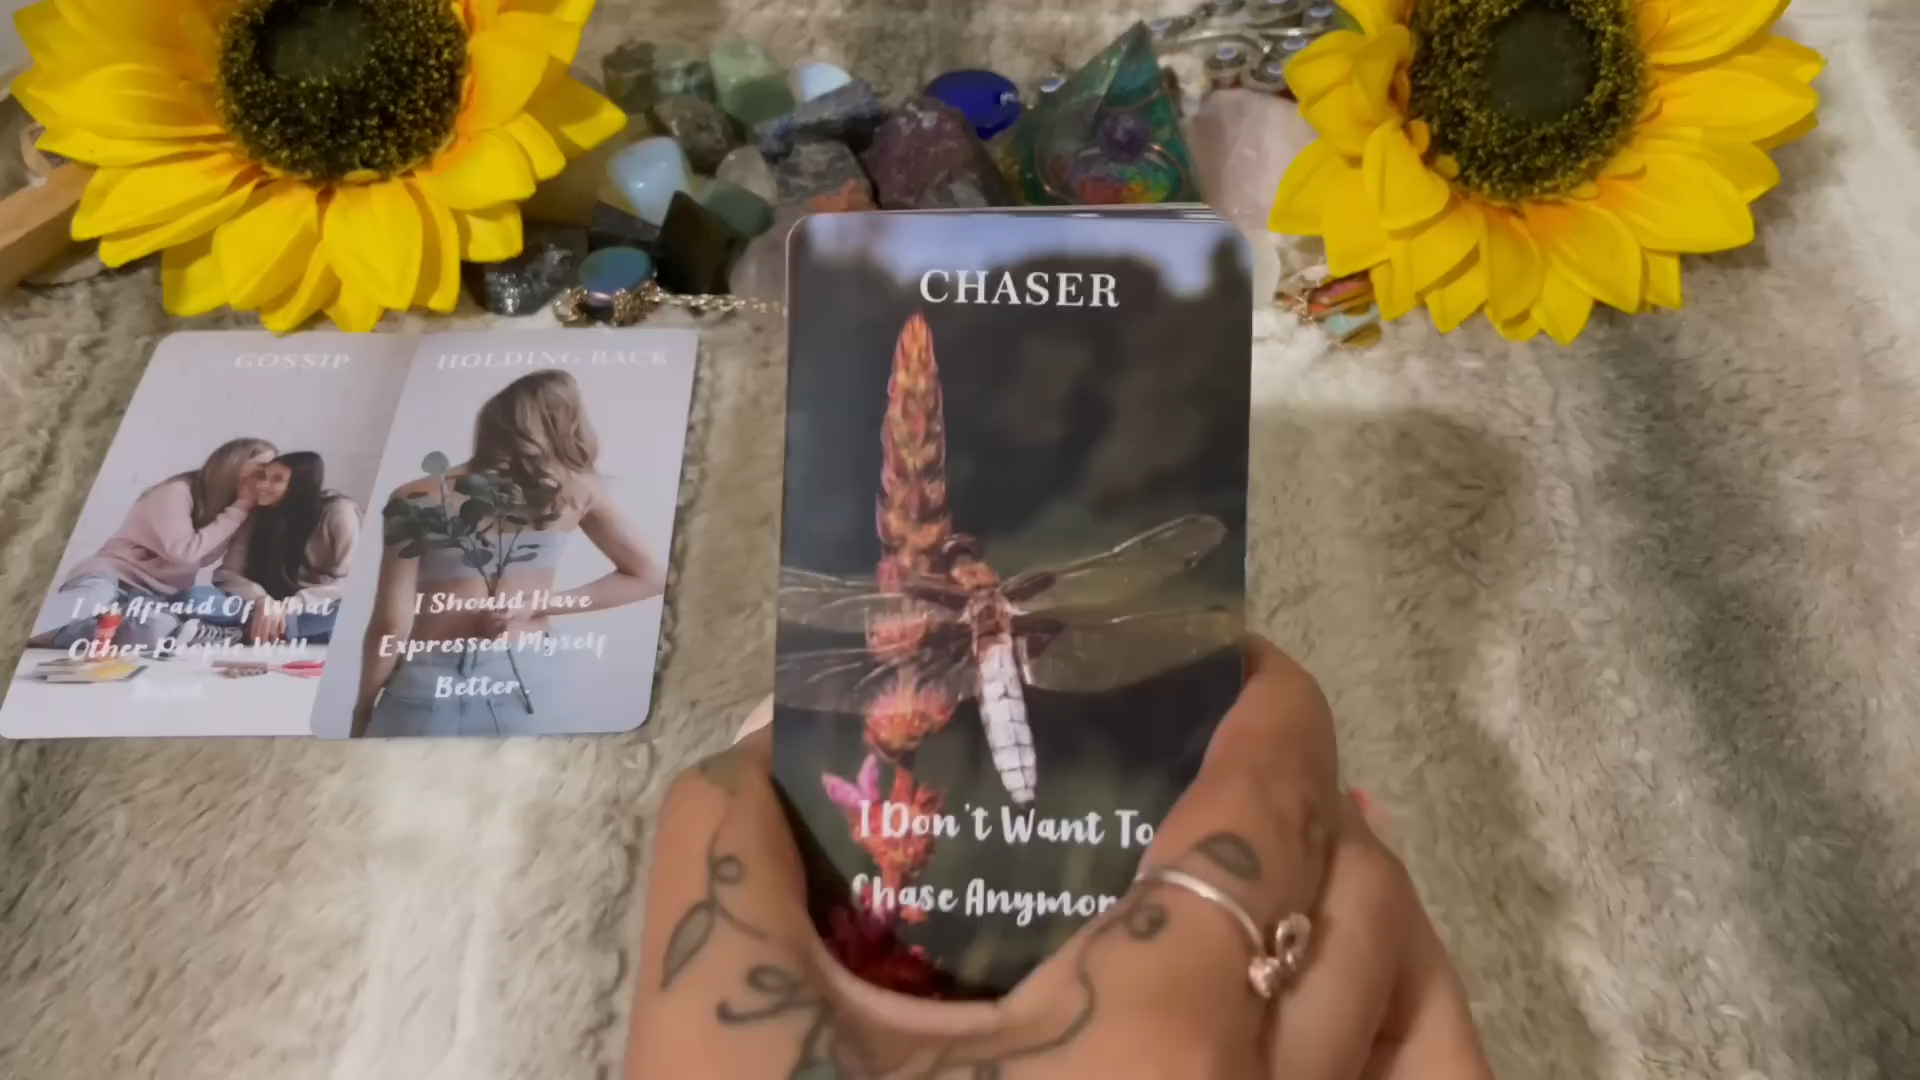 GOSSIP
I'm Afraid Of What
Other People Will
HOLDING BACK
I Should Have
Expressed Myself
Better.
CHASER
I Don't Want To
Chase Anymor